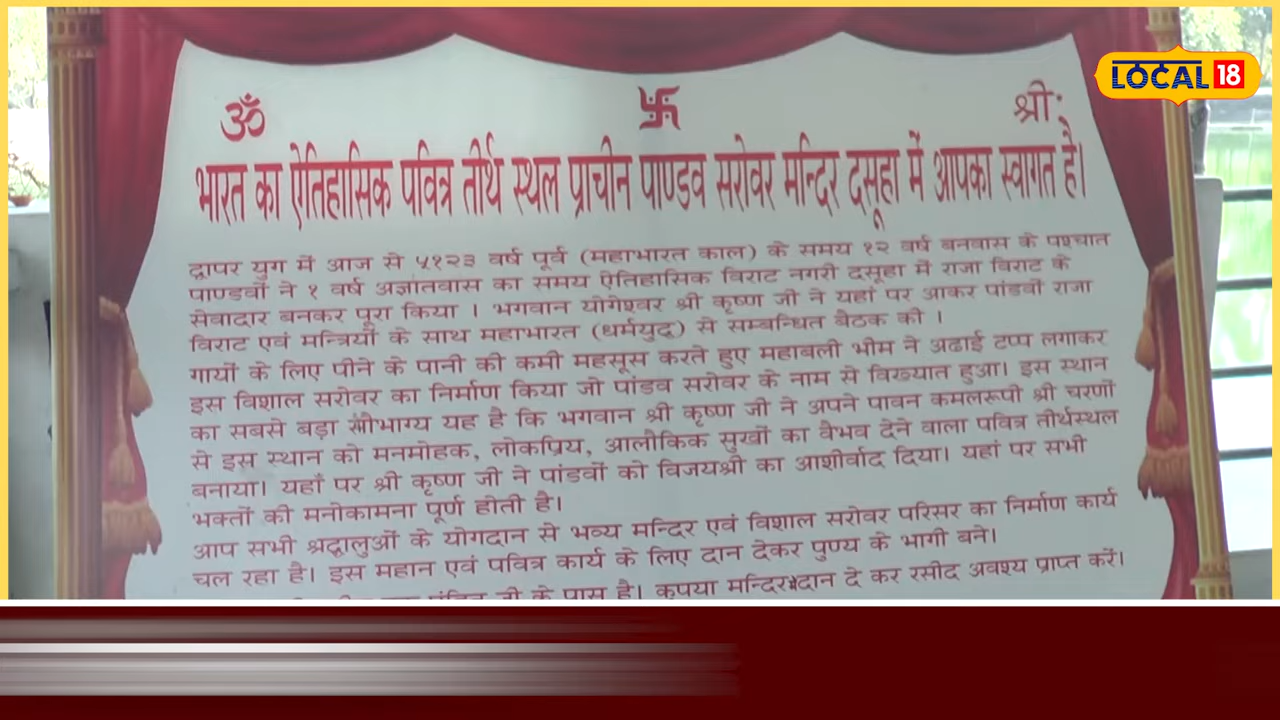 LOCAL 18
ॐ 卐 श्री:
भारत का ऐतिहासिक पवित्र तीर्थ स्थल प्राचीन पाण्डव सरोवर मन्दिर दसूहा में आपका स्वागत है।
द्वापर युग में आज से ५१२३ वर्ष पूर्व (महाभारत काल) के समय १२ वर्ष बनवास के पश्चात
पाण्डवों ने १ वर्ष अज्ञातवास का समय ऐतिहासिक विराट नगरी दसूहा में राजा विराट के
सेवादार बनकर पूरा किया । भगवान योगेश्वर श्री कृष्ण जी ने यहां पर आकर पांडवों राजा
विराट एवं मन्त्रियों के साथ महाभारत (धर्मयुद्ध) से सम्बन्धित बैठक की ।
गायों के लिए पीने के पानी की कमी महसूस करते हुए महाबली भीम ने अढाई टप्प लगाकर
इस विशाल सरोवर का निर्माण किया जो पांडव सरोवर के नाम से विख्यात हुआ। इस स्थान
का सबसे बड़ा सौभाग्य यह है कि भगवान श्री कृष्ण जी ने अपने पावन कमलरूपी श्री चरणों
से इस स्थान को मनमोहक, लोकप्रिय, आलौकिक सुखों का वैभव देने वाला पवित्र तीर्थस्थल
बनाया। यहाँ पर श्री कृष्ण जी ने पांडवों को विजयश्री का आशीर्वाद दिया। यहां पर सभी
भक्तों की मनोकामना पूर्ण होती है।
आप सभी श्रद्धालुओं के योगदान से भव्य मन्दिर एवं विशाल सरोवर परिसर का निर्माण कार्य
चल रहा है। इस महान एवं पवित्र कार्य के लिए दान देकर पुण्य के भागी बने।
जी के पास है। कृपया मन्दिर दान दे कर रसीद अवश्य प्राप्त करें।